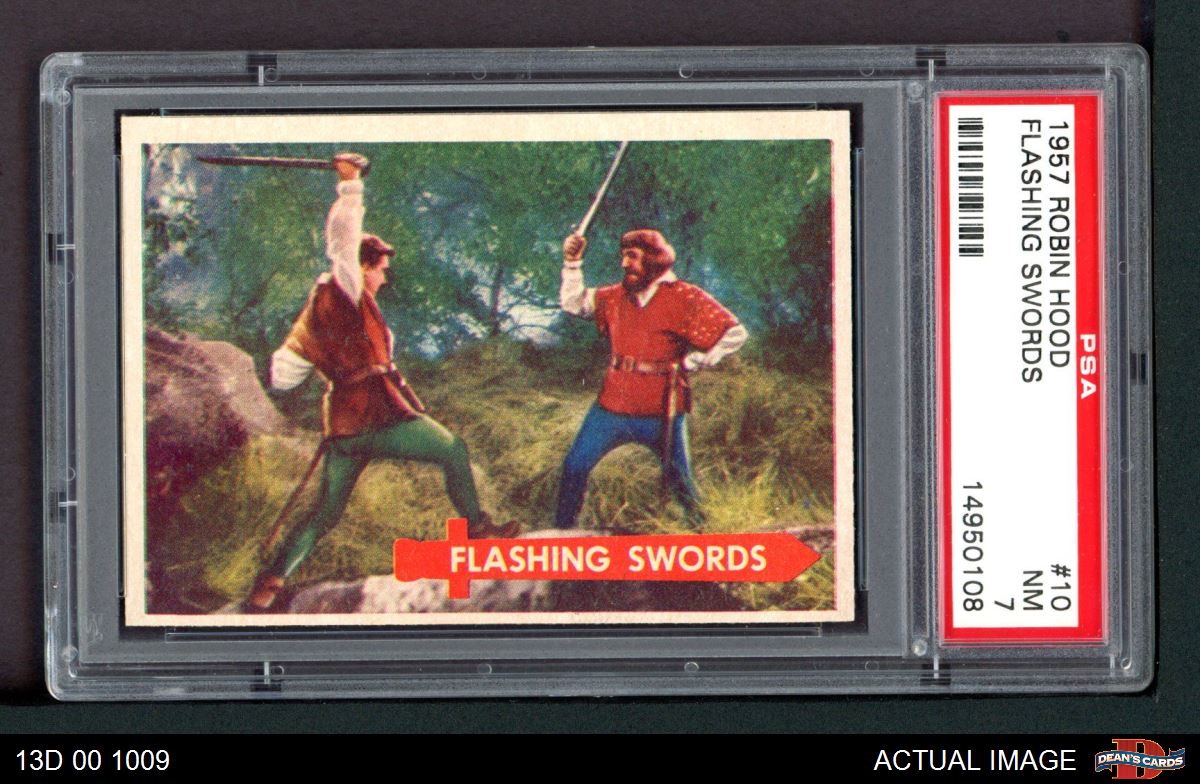 FLASHING SWORDS
1957 ROBIN HOOD #10
FLASHING SWORDS NM
7
14950108
PSA
13D 00 1009
ACTUAL IMAGE
D
DEAN'S CARDS